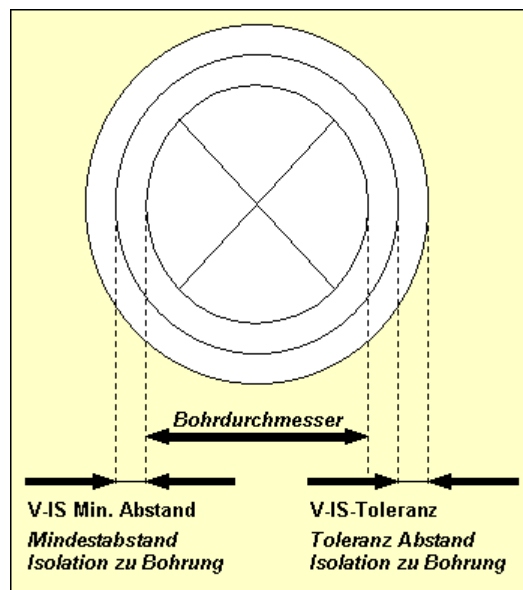 Bohrdurchmesser
V-IS Min. Abstand
Mindestabstand
Isolation zu Bohrung
V-IS-Toleranz
Toleranz Abstand
Isolation zu Bohrung